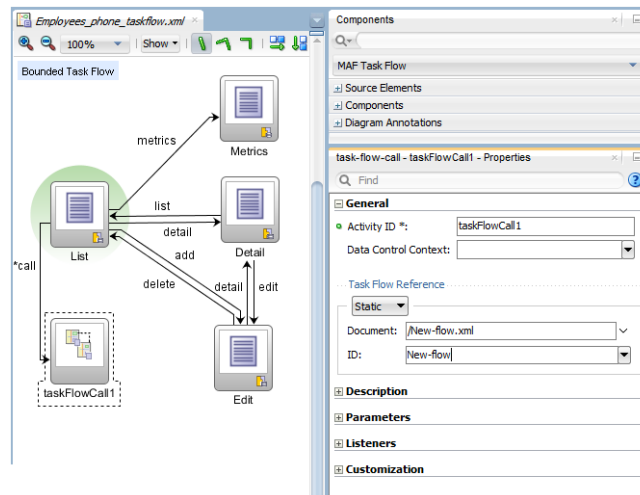 Employees_phone_taskflow.xml
100%
Show
Bounded Task Flow
metrics
Metrics
list
detail
List
add
Detail
*call
delete
detail
edit
taskFlowCall1
Edit
Components
MAF Task Flow
Source Elements
Components
Diagram Annotations
task-flow-call - taskFlowCall1 - Properties
Find
General
Activity ID *: taskFlowCall1
Data Control Context:
Task Flow Reference
Static
Document: /New-flow.xml
ID: New-flow
Description
Parameters
Listeners
Customization